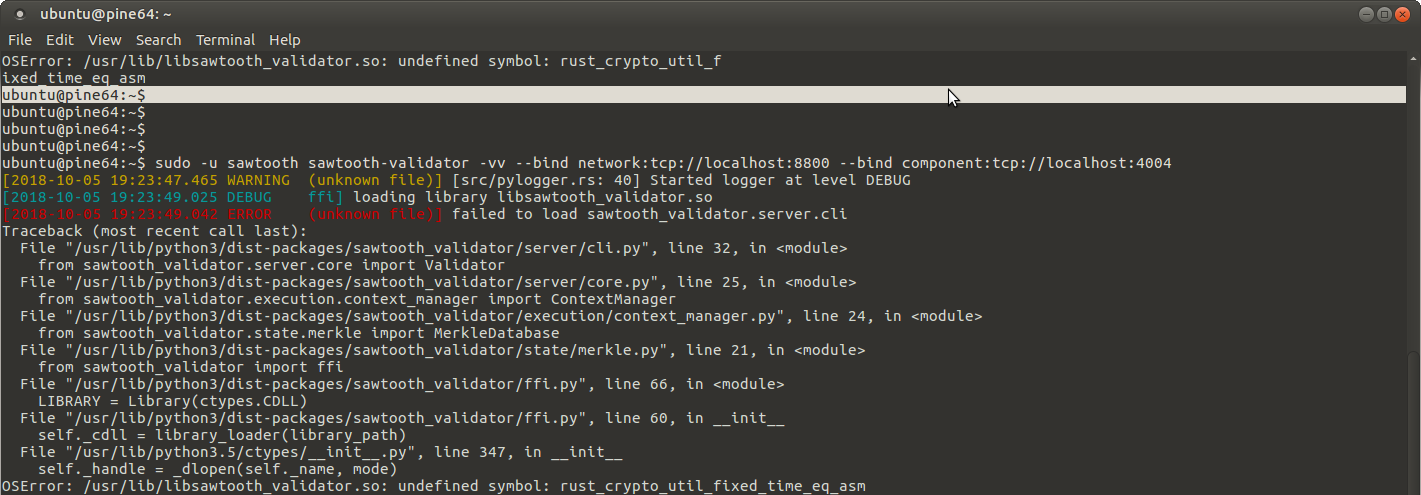 ubuntu@pine64: ~
File Edit View Search Terminal Help
OSError: /usr/lib/libsawtooth_validator.so: undefined symbol: rust_crypto_util_f
ixed_time_eq_asm
ubuntu@pine64:~$
ubuntu@pine64:~$
ubuntu@pine64:~$
ubuntu@pine64:~$
ubuntu@pine64:~$ sudo -u sawtooth sawtooth-validator -vv --bind network:tcp://localhost:8800 --bind component:tcp://localhost:4004
[2018-10-05 19:23:47.465 WARNING  (unknown file)] [src/pylogger.rs: 40] Started logger at level DEBUG
[2018-10-05 19:23:49.025 DEBUG    ffi] loading library libsawtooth_validator.so
[2018-10-05 19:23:49.042 ERROR    (unknown file)] failed to load sawtooth_validator.server.cli
Traceback (most recent call last):
  File "/usr/lib/python3/dist-packages/sawtooth_validator/server/cli.py", line 32, in <module>
    from sawtooth_validator.server.core import Validator
  File "/usr/lib/python3/dist-packages/sawtooth_validator/server/core.py", line 25, in <module>
    from sawtooth_validator.execution.context_manager import ContextManager
  File "/usr/lib/python3/dist-packages/sawtooth_validator/execution/context_manager.py", line 24, in <module>
    from sawtooth_validator.state.merkle import MerkleDatabase
  File "/usr/lib/python3/dist-packages/sawtooth_validator/state/merkle.py", line 21, in <module>
    from sawtooth_validator import ffi
  File "/usr/lib/python3/dist-packages/sawtooth_validator/ffi.py", line 66, in <module>
    LIBRARY = Library(ctypes.CDLL)
  File "/usr/lib/python3/dist-packages/sawtooth_validator/ffi.py", line 60, in __init__
    self._cdll = library_loader(library_path)
  File "/usr/lib/python3.5/ctypes/__init__.py", line 347, in __init__
    self._handle = _dlopen(self._name, mode)
OSError: /usr/lib/libsawtooth_validator.so: undefined symbol: rust_crypto_util_fixed_time_eq_asm